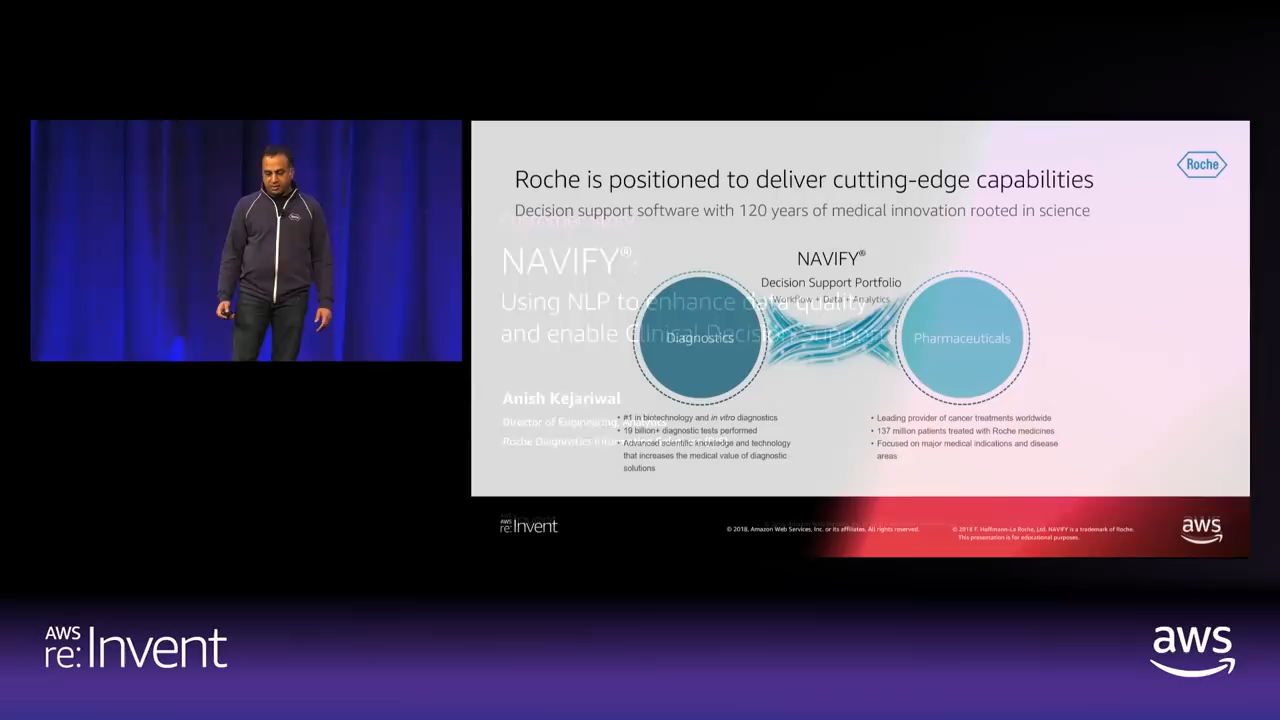 Roche
Roche is positioned to deliver cutting-edge capabilities
Decision support software with 120 years of medical innovation rooted in science
NAVIFY®:
Using NLP to enhance data quality
and enable Clinical Decision Support
Anish Kejariwal
Director of Engineering, Analytics
Roche Diagnostics Information Solutions
NAVIFY®
Decision Support Portfolio
Workflow + Data + Analytics
Diagnostics
Pharmaceuticals
• #1 in biotechnology and in vitro diagnostics
• 19 billion+ diagnostic tests performed
• Advanced scientific knowledge and technology
that increases the medical value of diagnostic
solutions
• Leading provider of cancer treatments worldwide
• 137 million patients treated with Roche medicines
• Focused on major medical indications and disease
areas
AWS
re:Invent
© 2018, Amazon Web Services, Inc. or its affiliates. All rights reserved.
© 2018 F. Hoffmann-La Roche, Ltd. NAVIFY is a trademark of Roche.
This presentation is for educational purposes.
aws
AWS
re:Invent
aws